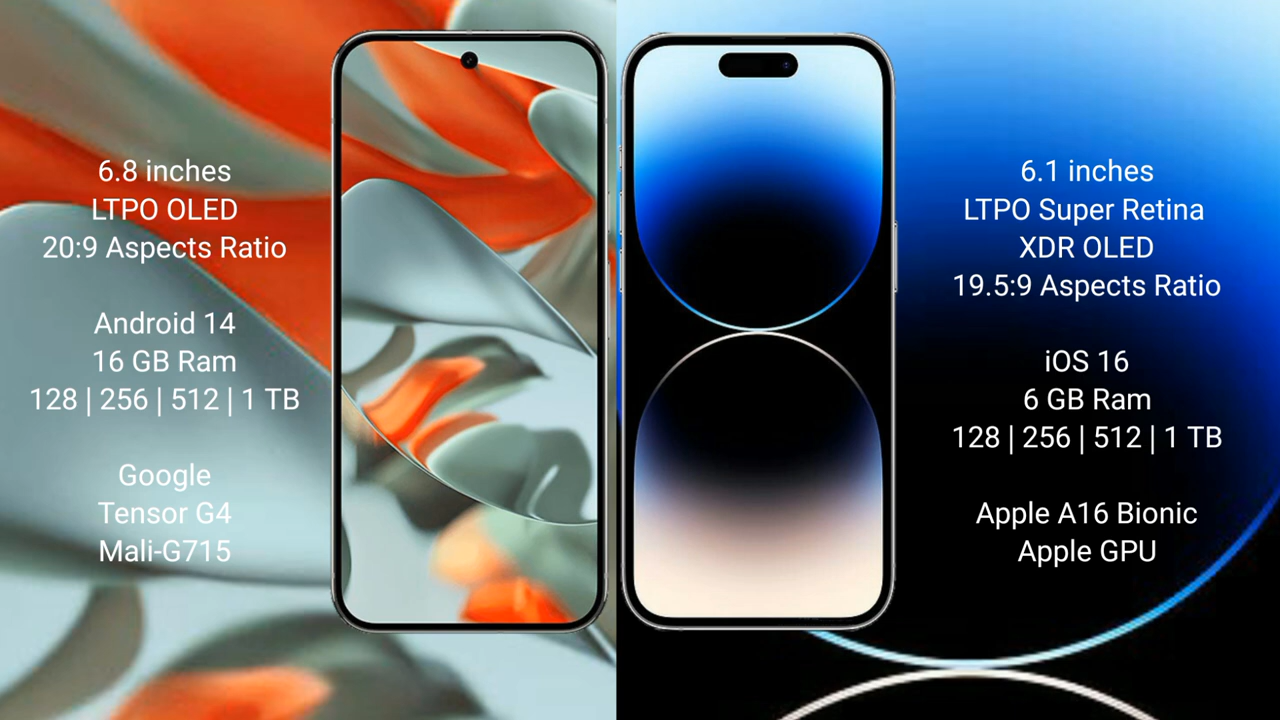 6.8 inches
LTPO OLED
20:9 Aspects Ratio
Android 14
16 GB Ram
128 | 256 | 512 | 1 TB
Google
Tensor G4
Mali-G715
6.1 inches
LTPO Super Retina
XDR OLED
19.5:9 Aspects Ratio
iOS 16
6 GB Ram
128 | 256 | 512 | 1 TB
Apple A16 Bionic
Apple GPU